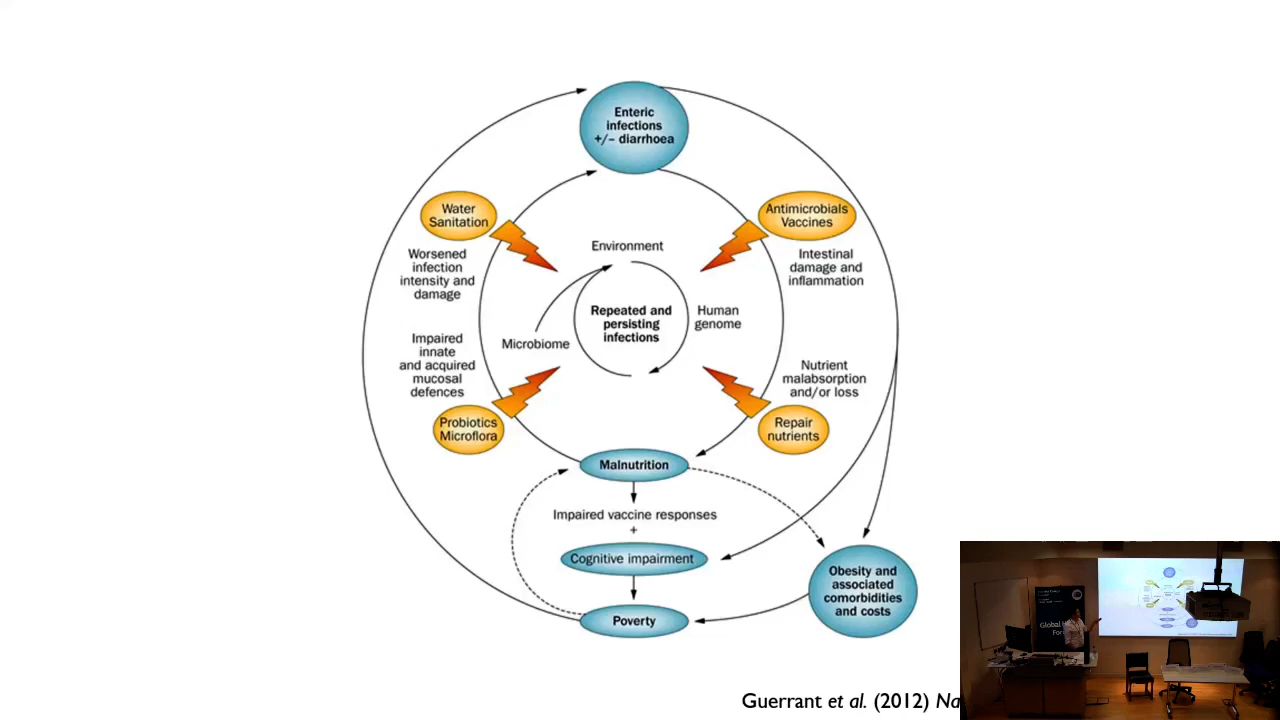 Enteric
infections
+/– diarrhoea
Water
Sanitation
Antimicrobials
Vaccines
Environment
Worsened
infection
intensity and
damage
Intestinal
damage and
inflammation
Repeated and
persisting
infections
Human
genome
Microbiome
Impaired
innate
and acquired
mucosal
defences
Nutrient
malabsorption
and/or loss
Probiotics
Microflora
Repair
nutrients
Malnutrition
Impaired vaccine responses
+
Cognitive impairment
Obesity and
associated
comorbidities
and costs
Poverty
Global
Guerrant et al. (2012) Na